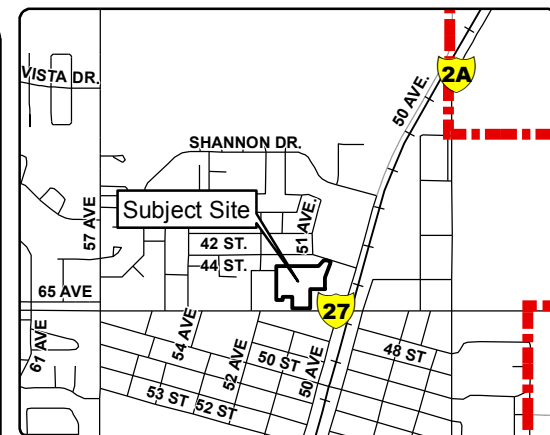 2A
50 AVE.
VISTA DR.
SHANNON DR.
Subject Site
57 AVE
51 AVE.
42 ST.
44 ST.
65 AVE
27
61 AVE
54 AVE
52 AVE
50 ST
50 AVE
48 ST
53 ST
52 ST